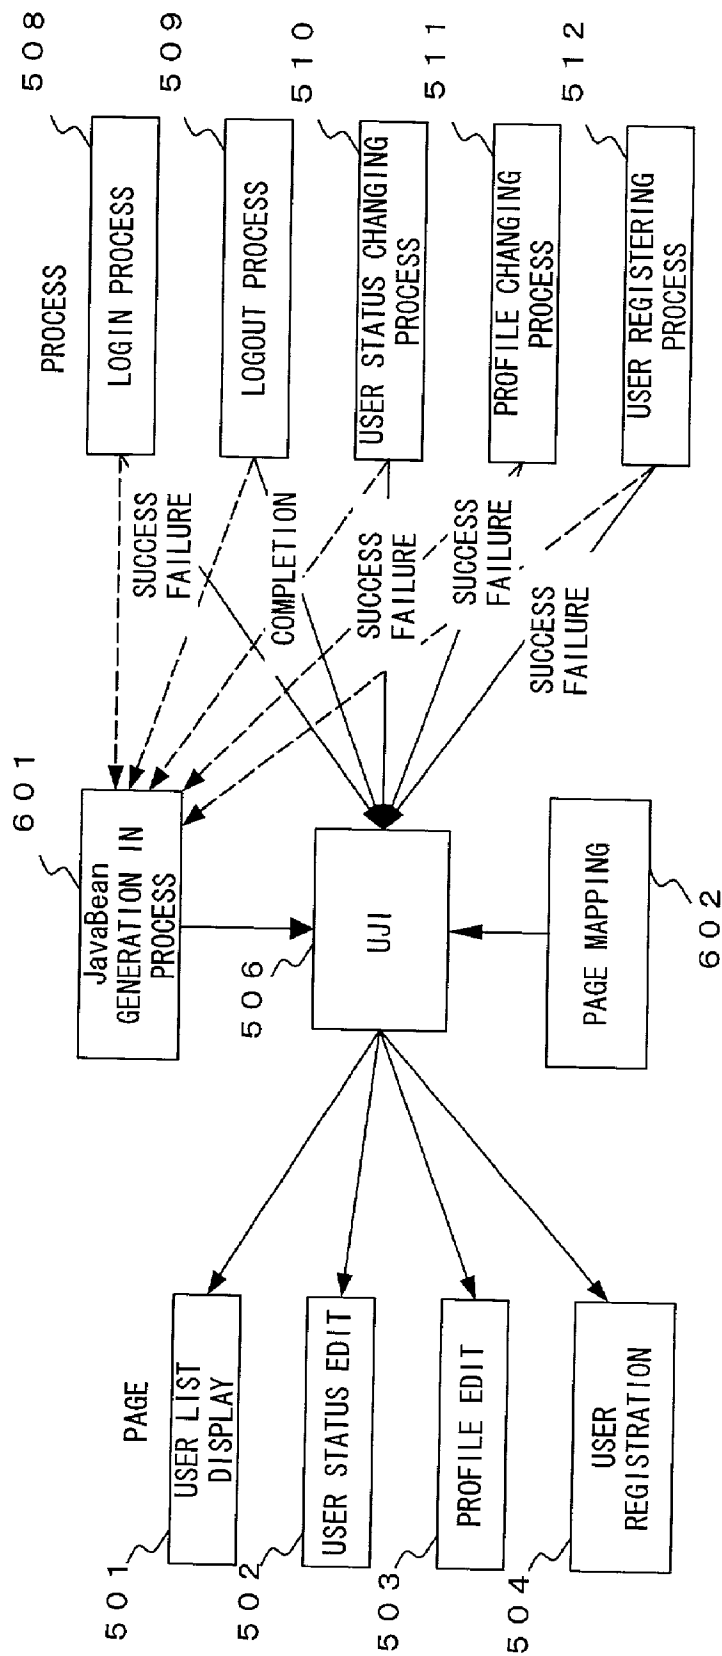 PAGE
501
USER LIST
DISPLAY
502
USER STATUS EDIT
503
PROFILE EDIT
504
USER
REGISTRATION
601
JavaBean
GENERATION IN
PROCESS
506
UJI
PAGE MAPPING
602
SUCCESS
FAILURE
COMPLETION
SUCCESS
FAILURE
SUCCESS
FAILURE
SUCCESS
FAILURE
PROCESS
508
LOGIN PROCESS
509
LOGOUT PROCESS
510
USER STATUS CHANGING
PROCESS
511
PROFILE CHANGING
PROCESS
512
USER REGISTERING
PROCESS